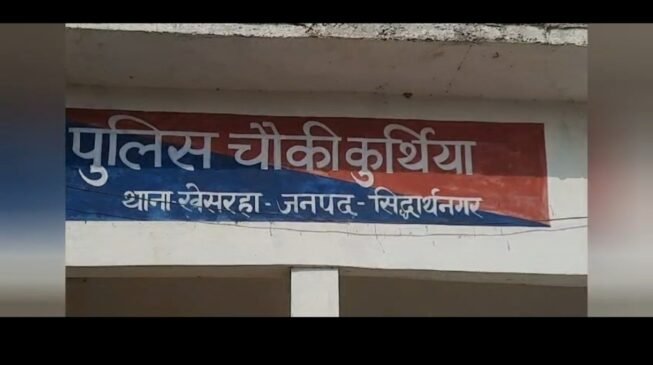 पुलिस चौकी कुर्थिया
थाना-खेसरहा-जनपद-सिद्धार्थनगर